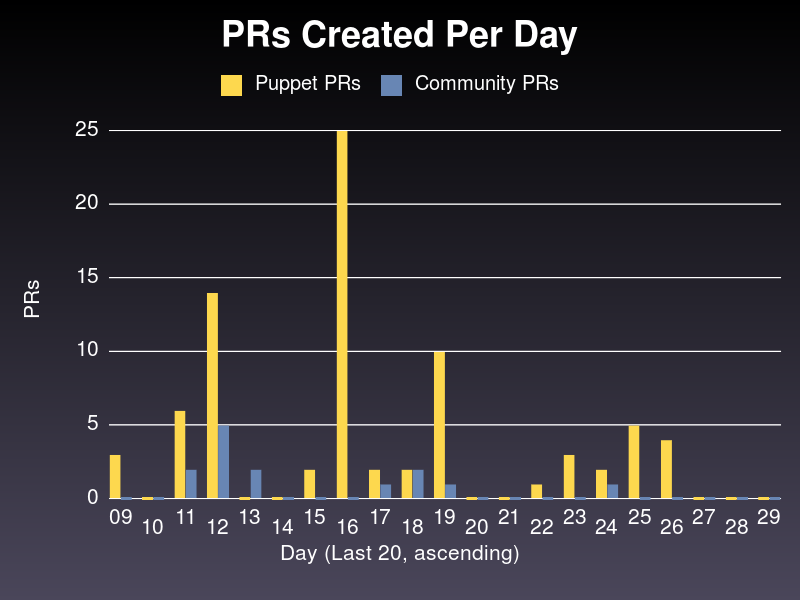 PRs Created Per Day
Puppet PRs Community PRs
25
20
15
10
5
0
PRs
09 10 11 12 13 14 15 16 17 18 19 20 21 22 23 24 25 26 27 28 29
Day (Last 20, ascending)